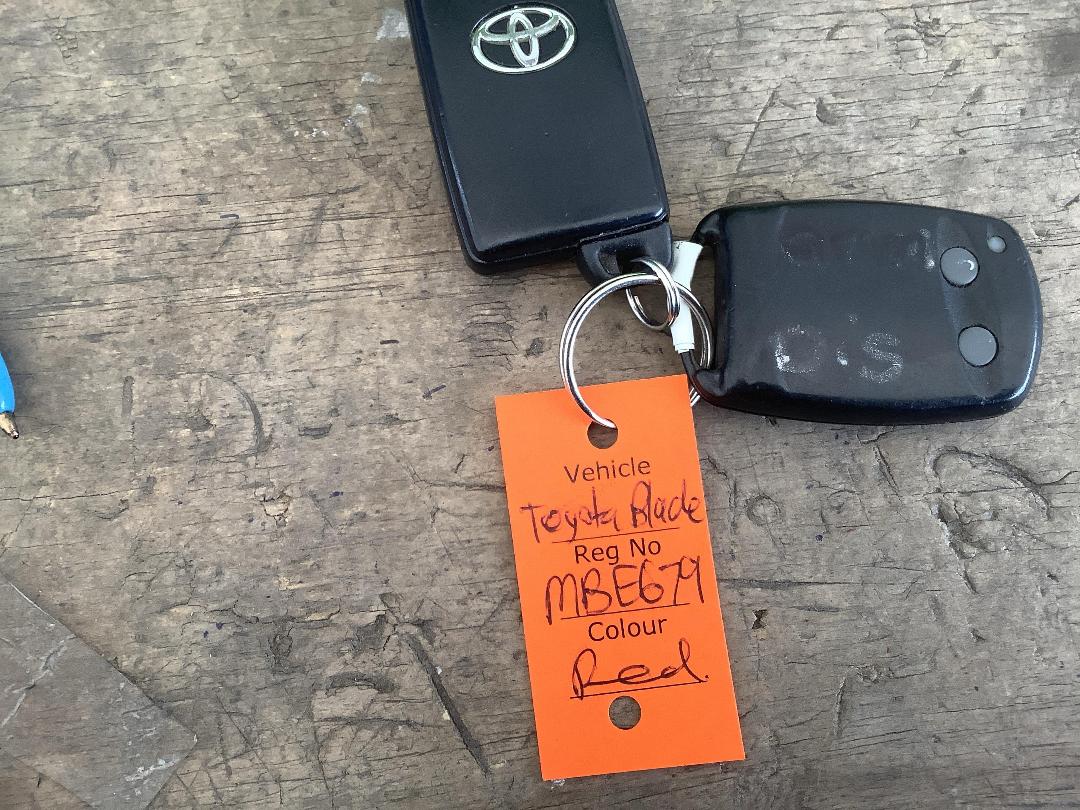 Vehicle
Toyota Blade
Reg No
MBE679
Colour
Red.